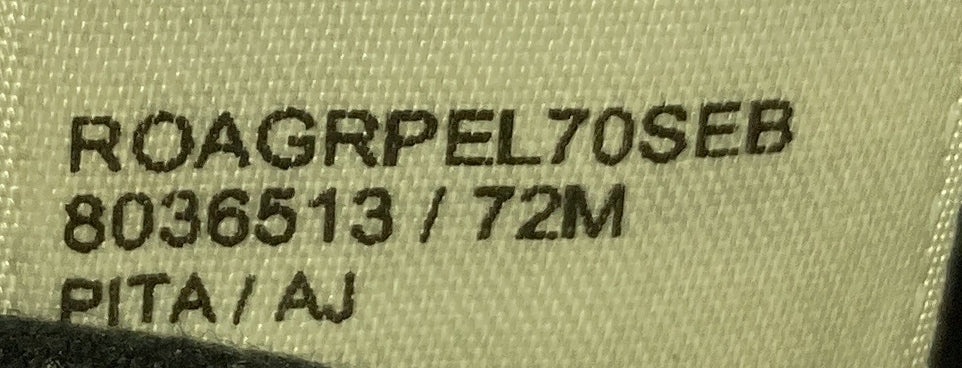 ROAGRPEL70SEB
8036513 / 72M
PITA / AJ